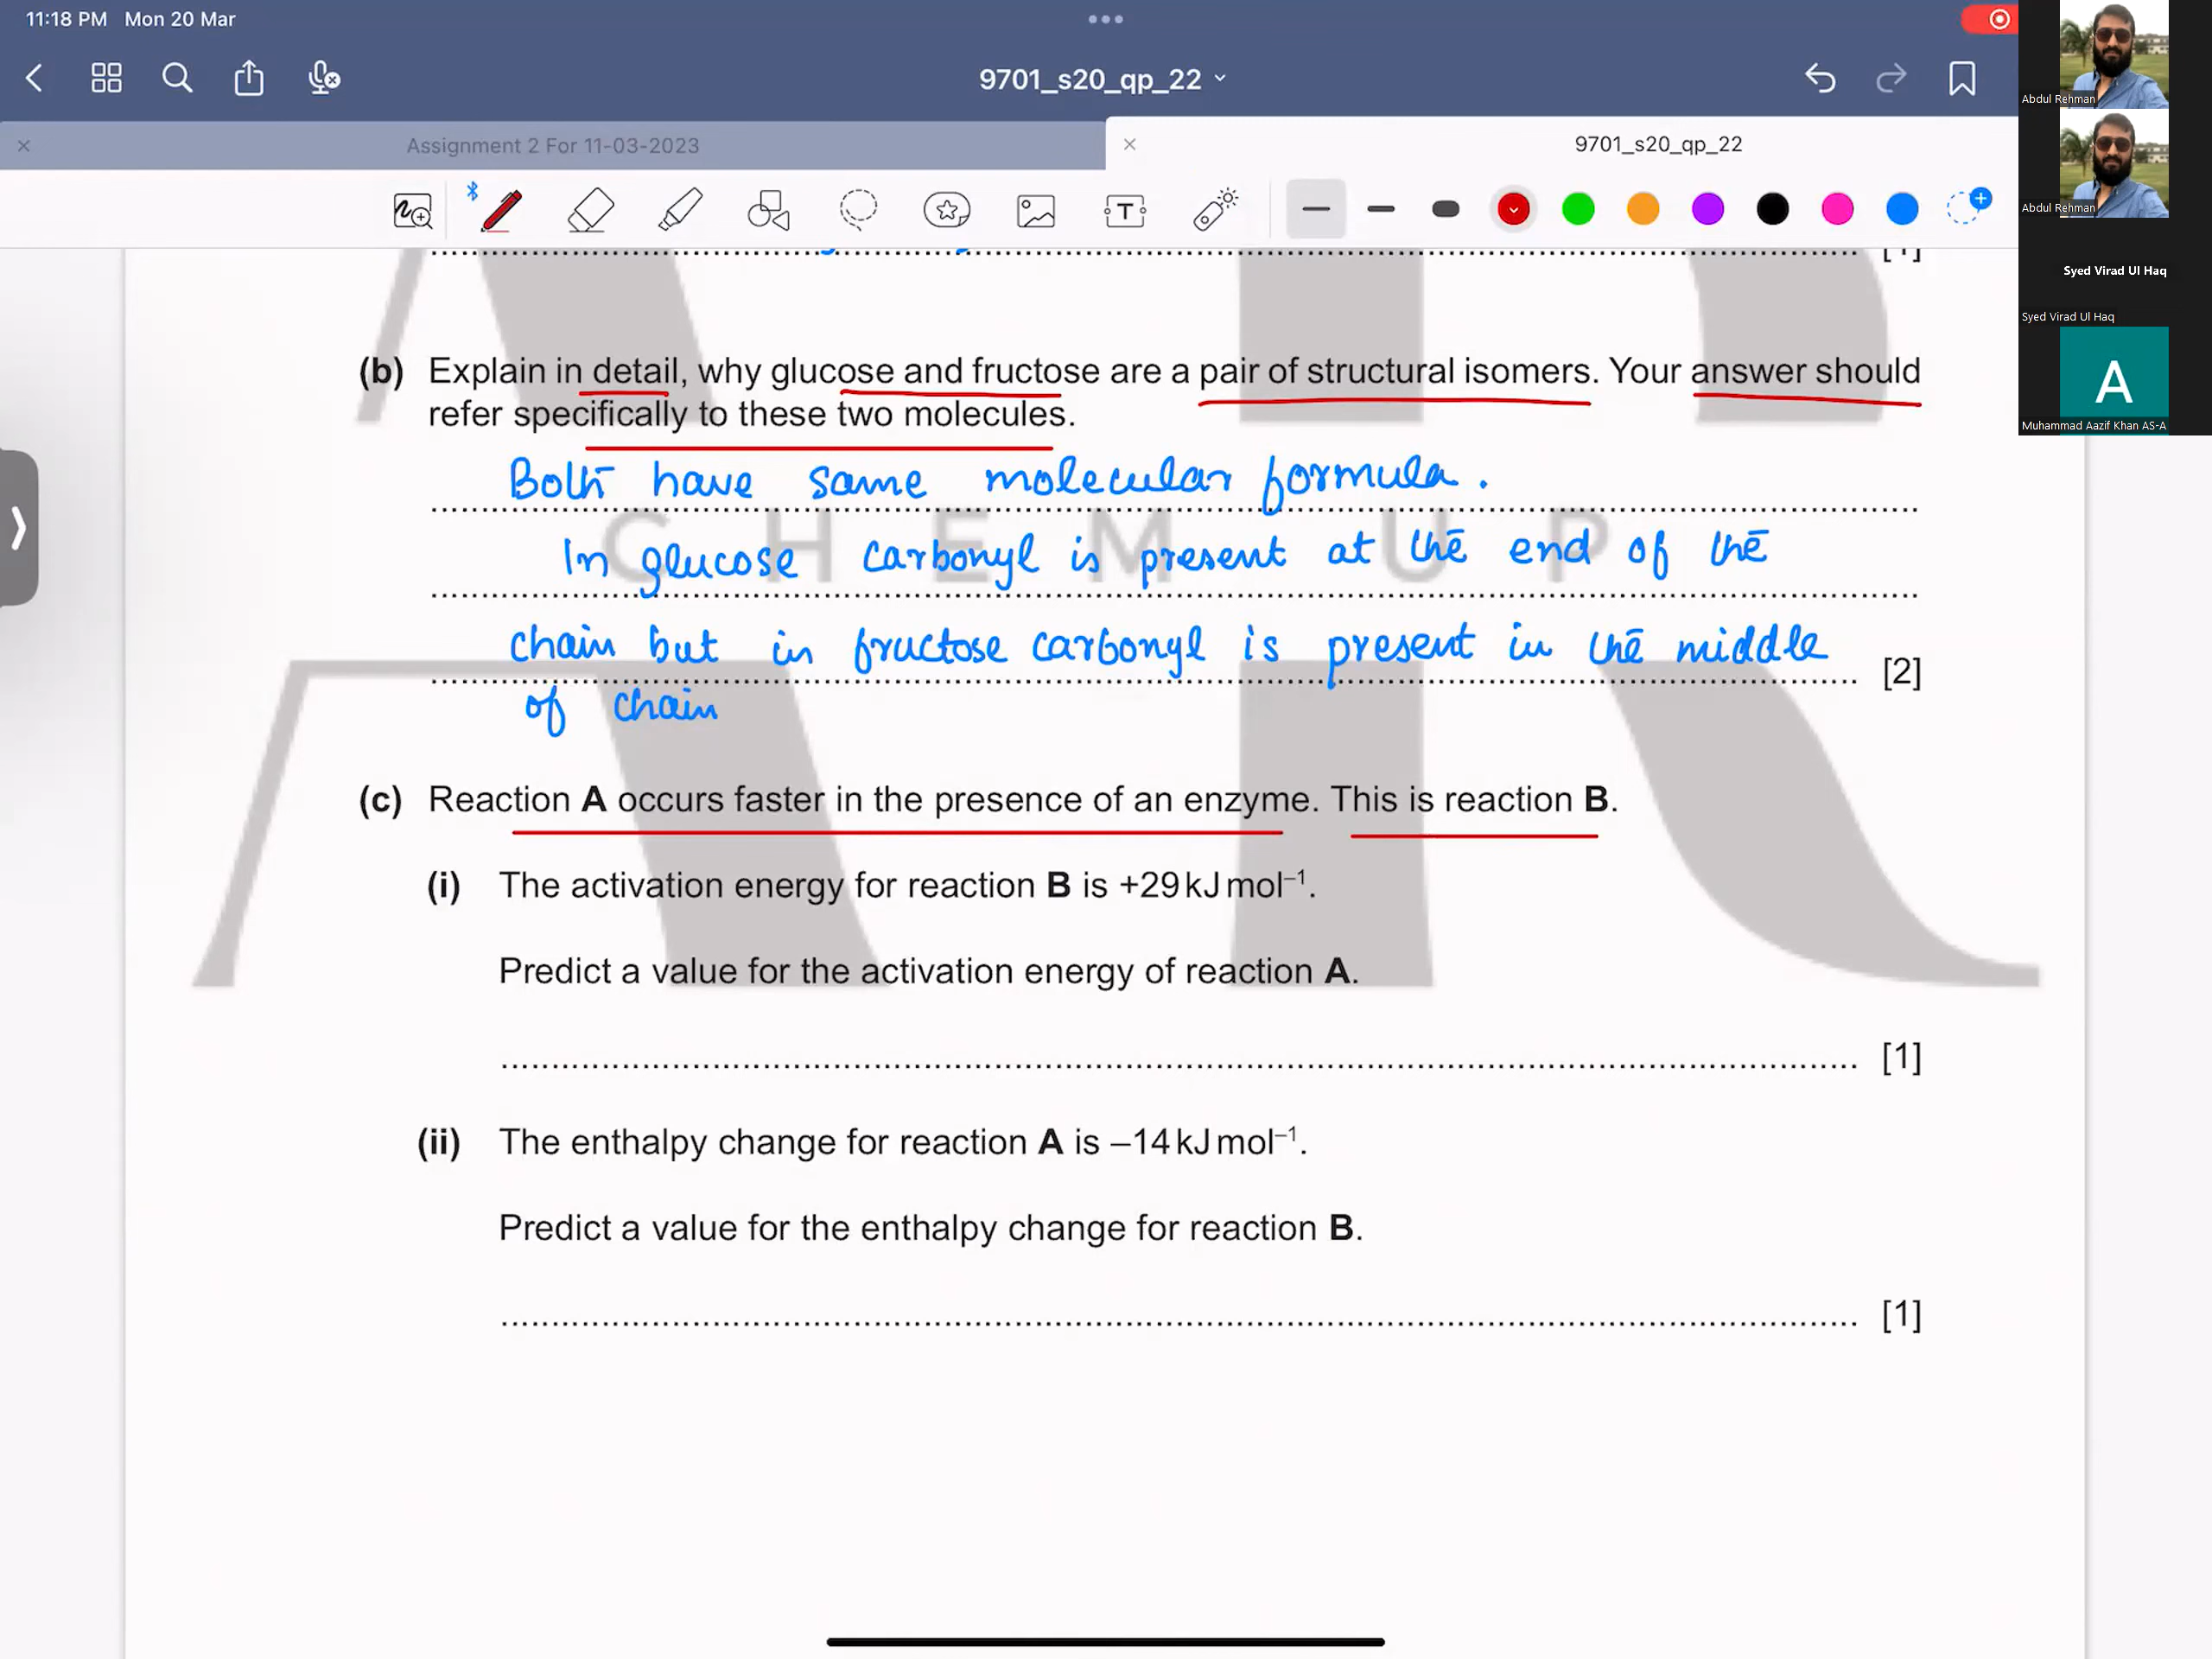 11:18 PM Mon 20 Mar
9701_s20_qp_22
Assignment 2 For 11-03-2023
9701_s20_qp_22
Abdul Rehman
Abdul Rehman
Syed Virad Ul Haq
Syed Virad Ul Haq
A
Muhammad Aazif Khan AS-A
[1]
(b) Explain in detail, why glucose and fructose are a pair of structural isomers. Your answer should
refer specifically to these two molecules.
Both have same molecular formula.
In glucose carbonyl is present at the end of the
chain but in fructose carbonyl is present in the middle
[2]
of chain
(c) Reaction A occurs faster in the presence of an enzyme. This is reaction B.
(i) The activation energy for reaction B is +29 kJ mol⁻¹.
Predict a value for the activation energy of reaction A.
[1]
(ii) The enthalpy change for reaction A is –14 kJ mol⁻¹.
Predict a value for the enthalpy change for reaction B.
[1]
AR
CHEM UP
AR